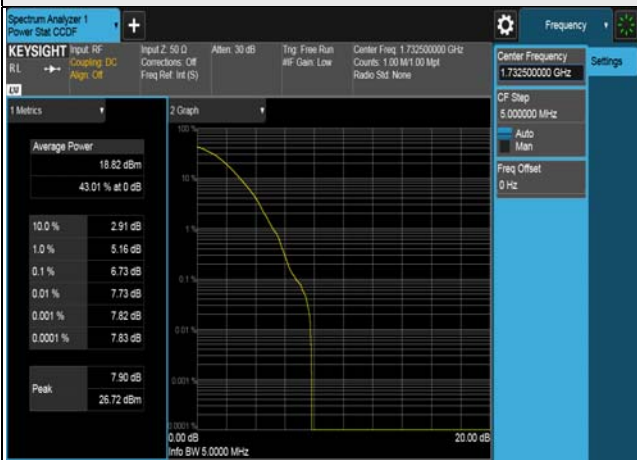 Spectrum Analyzer 1
Power Stat CCDF
+
Frequency
KEYSIGHT
RL
Input: RF
Coupling: DC
Align: Off
Input Z: 50 Ω
Corrections: Off
Freq Ref: Int (S)
Atten: 30 dB
Trig: Free Run
#IF Gain: Low
Center Freq: 1.732500000 GHz
Counts: 1.00 M/1.00 Mpt
Radio Std: None
Center Frequency
1.732500000 GHz
Settings
CF Step
5.000000 MHz
Auto
Man
Freq Offset
0 Hz
1 Metrics
2 Graph
Average Power
18.82 dBm
43.01 % at 0 dB
10.0 % 2.91 dB
1.0 % 5.16 dB
0.1 % 6.73 dB
0.01 % 7.73 dB
0.001 % 7.82 dB
0.0001 % 7.83 dB
Peak
7.90 dB
26.72 dBm
100 %
10 %
1 %
0.1 %
0.01 %
0.001 %
0.0001 %
0.00 dB
20.00 dB
Info BW 5.0000 MHz